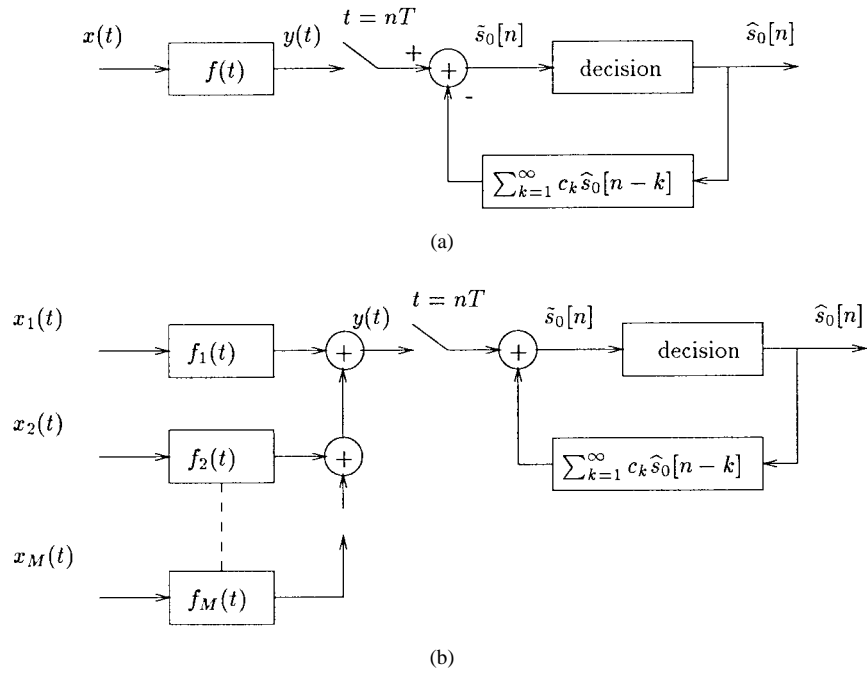 x(t) f(t) y(t) t = nT + + - s̃₀[n] decision ŝ₀[n]
∑_{k=1}^{∞} c_k ŝ₀[n − k]
(a)
x₁(t) f₁(t) + y(t) t = nT + s̃₀[n] decision ŝ₀[n]
x₂(t) f₂(t) + ∑_{k=1}^{∞} c_k ŝ₀[n − k]
x_M(t) f_M(t)
(b)